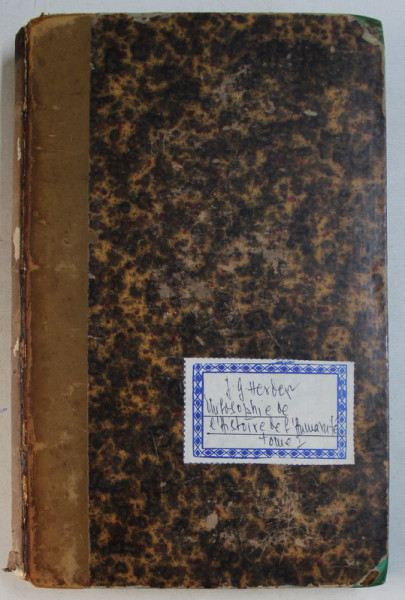 J G Herder
Philosophie de
l'Histoire de l'Humanité
Tome I